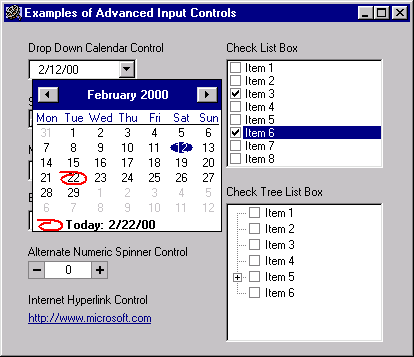 Examples of Advanced Input Controls
Drop Down Calendar Control
2/12/00
February 2000
Mon Tue Wed Thu Fri Sat Sun
31 1 2 3 4 5 6
7 8 9 10 11 12 13
14 15 16 17 18 19 20
21 22 23 24 25 26 27
28 29 1 2 3 4 5
6 7 8 9 10 11 12
Today: 2/22/00
Alternate Numeric Spinner Control
0
Internet Hyperlink Control
http://www.microsoft.com
Check List Box
Item 1
Item 2
Item 3
Item 4
Item 5
Item 6
Item 7
Item 8
Check Tree List Box
Item 1
Item 2
Item 3
Item 4
Item 5
Item 6